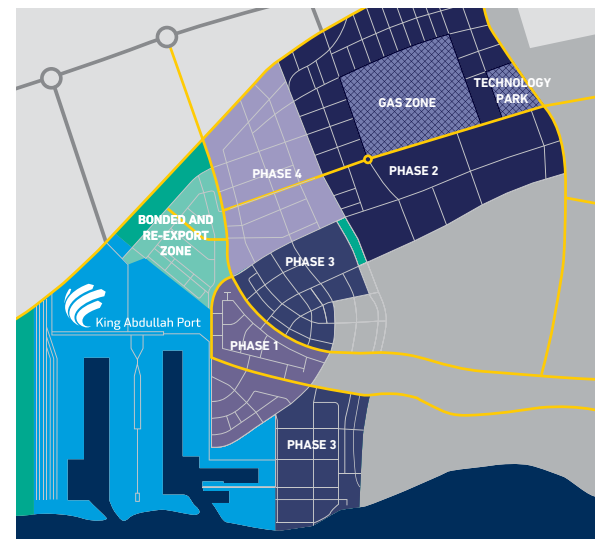 TECHNOLOGY
PARK
GAS ZONE
PHASE 4
PHASE 2
BONDED AND
RE-EXPORT
ZONE
PHASE 3
King Abdullah Port
PHASE 1
PHASE 3